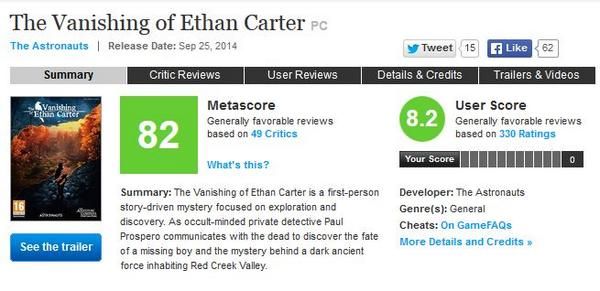 The Vanishing of Ethan Carter PC
The Astronauts | Release Date: Sep 25, 2014
Tweet 15
Like 62
Summary Critic Reviews User Reviews Details & Credits Trailers & Videos
The Vanishing
of Ethan Carter
16
ASTRONAUTS
See the trailer
82
Metascore
Generally favorable reviews
based on 49 Critics
What's this?
8.2
User Score
Generally favorable reviews
based on 330 Ratings
Your Score 0
Summary: The Vanishing of Ethan Carter is a first-person
story-driven mystery focused on exploration and
discovery. As occult-minded private detective Paul
Prospero communicates with the dead to discover the fate
of a missing boy and the mystery behind a dark ancient
force inhabiting Red Creek Valley.
Developer: The Astronauts
Genre(s): General
Cheats: On GameFAQs
More Details and Credits »